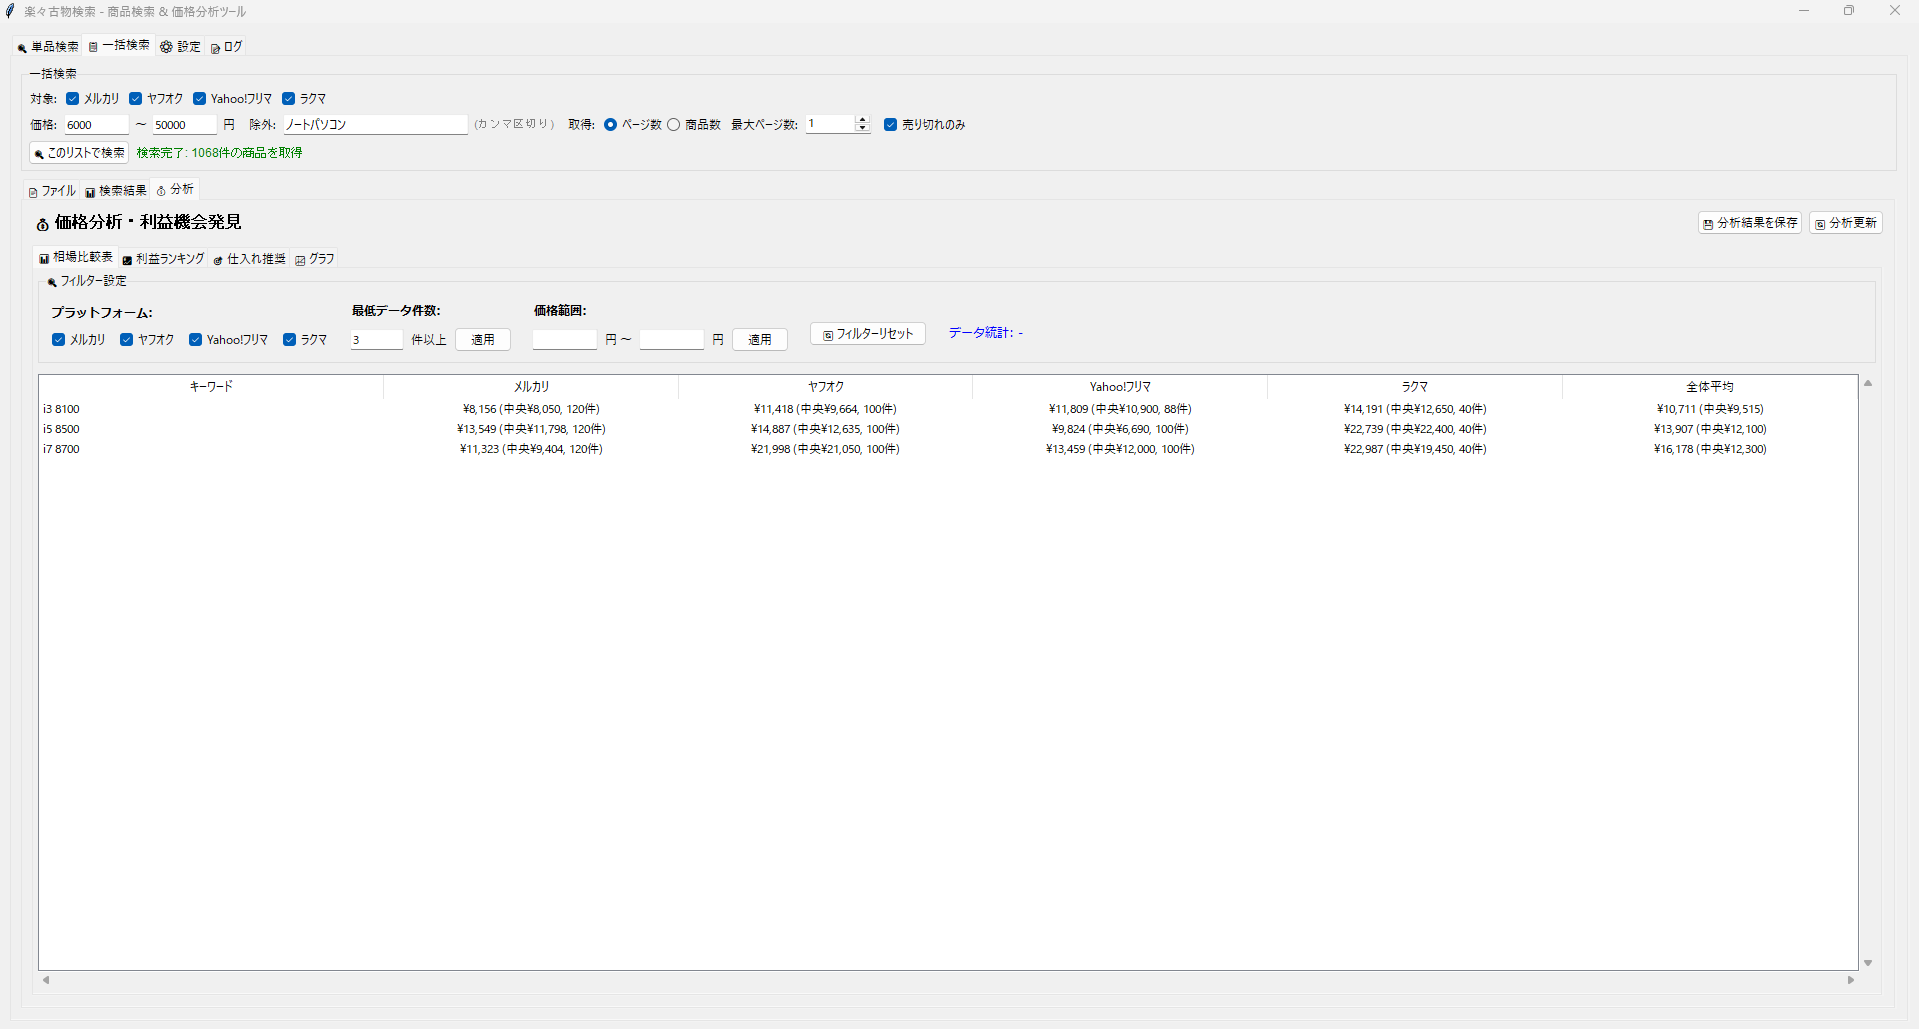 楽々古物検索 - 商品検索 & 価格分析ツール
単品検索 一括検索 設定 ログ
一括検索
対象: メルカリ ヤフオク Yahoo!フリマ ラクマ
価格: 6000 ～ 50000 円 除外: ノートパソコン (カンマ区切り) 取得: ページ数 商品数 最大ページ数: 1 売り切れのみ
このリストで検索 検索完了: 1068件の商品を取得
ファイル 検索結果 分析
価格分析・利益機会発見 分析結果を保存 分析更新
相場比較表 利益ランキング 仕入れ推奨 グラフ
フィルター設定
プラットフォーム: 最低データ件数: 価格範囲:
メルカリ ヤフオク Yahoo!フリマ ラクマ 3 件以上 適用 円 ～ 円 適用 フィルターリセット データ統計: -
キーワード メルカリ ヤフオク Yahoo!フリマ ラクマ 全体平均
i3 8100 ¥8,156 (中央¥8,050, 120件) ¥11,418 (中央¥9,664, 100件) ¥11,809 (中央¥10,900, 88件) ¥14,191 (中央¥12,650, 40件) ¥10,711 (中央¥9,515)
i5 8500 ¥13,549 (中央¥11,798, 120件) ¥14,887 (中央¥12,635, 100件) ¥9,824 (中央¥6,690, 100件) ¥22,739 (中央¥22,400, 40件) ¥13,907 (中央¥12,100)
i7 8700 ¥11,323 (中央¥9,404, 120件) ¥21,998 (中央¥21,050, 100件) ¥13,459 (中央¥12,000, 100件) ¥22,987 (中央¥19,450, 40件) ¥16,178 (中央¥12,300)